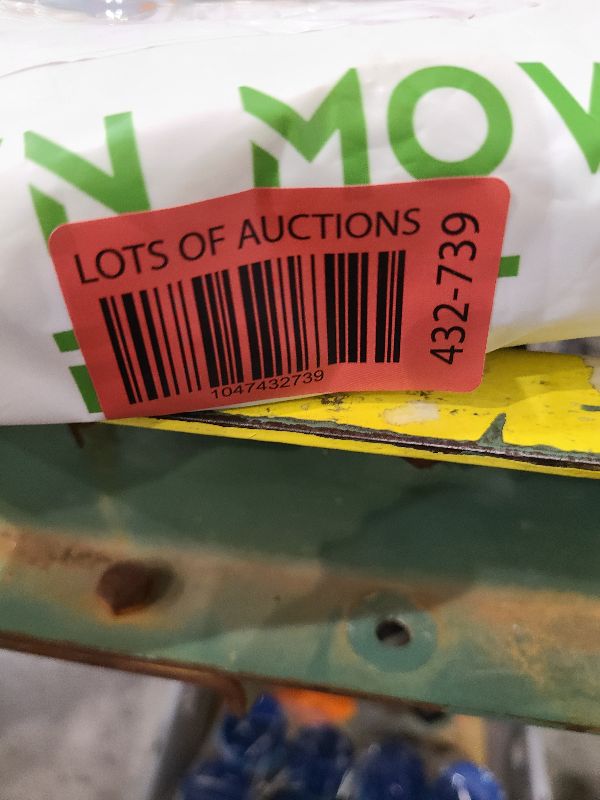 N MOV
LOTS OF AUCTIONS
432-739
1047432739